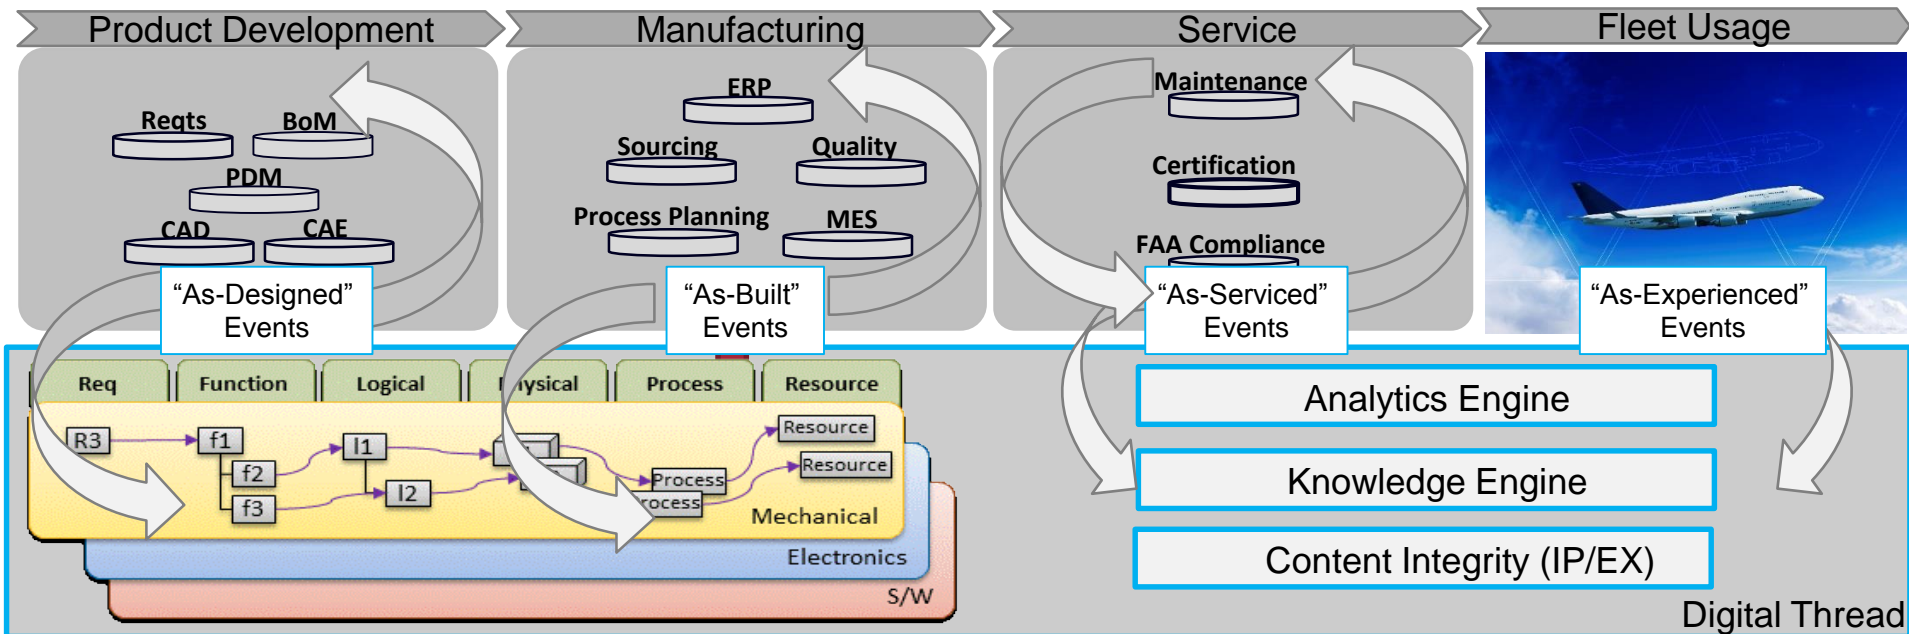 Product Development
Manufacturing
Service
Fleet Usage
Reqts
BoM
PDM
CAD
CAE
ERP
Sourcing
Quality
Process Planning
MES
Maintenance
Certification
FAA Compliance
“As-Designed”
Events
“As-Built”
Events
“As-Serviced”
Events
“As-Experienced”
Events
Req
Function
Logical
Process
Resource
R3
f1
f2
f3
l1
l2
Process
Resource
Resource
Mechanical
Electronics
S/W
Analytics Engine
Knowledge Engine
Content Integrity (IP/EX)
Digital Thread